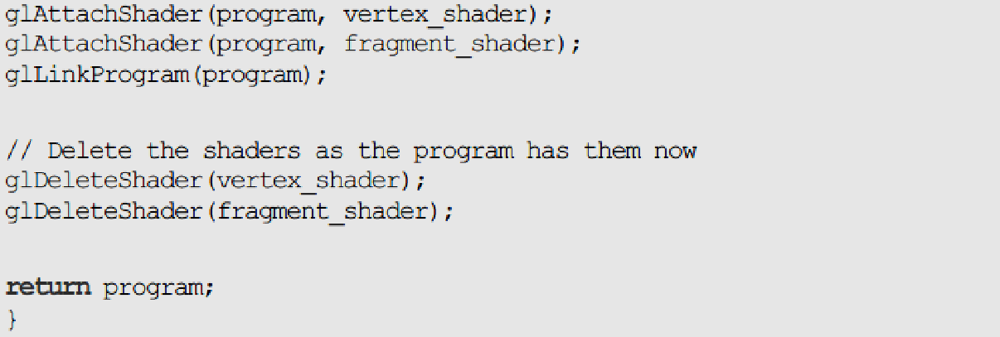 glAttachShader(program, vertex_shader);
glAttachShader(program, fragment_shader);
glLinkProgram(program);
// Delete the shaders as the program has them now
glDeleteShader(vertex_shader);
glDeleteShader(fragment_shader);
return program;
}